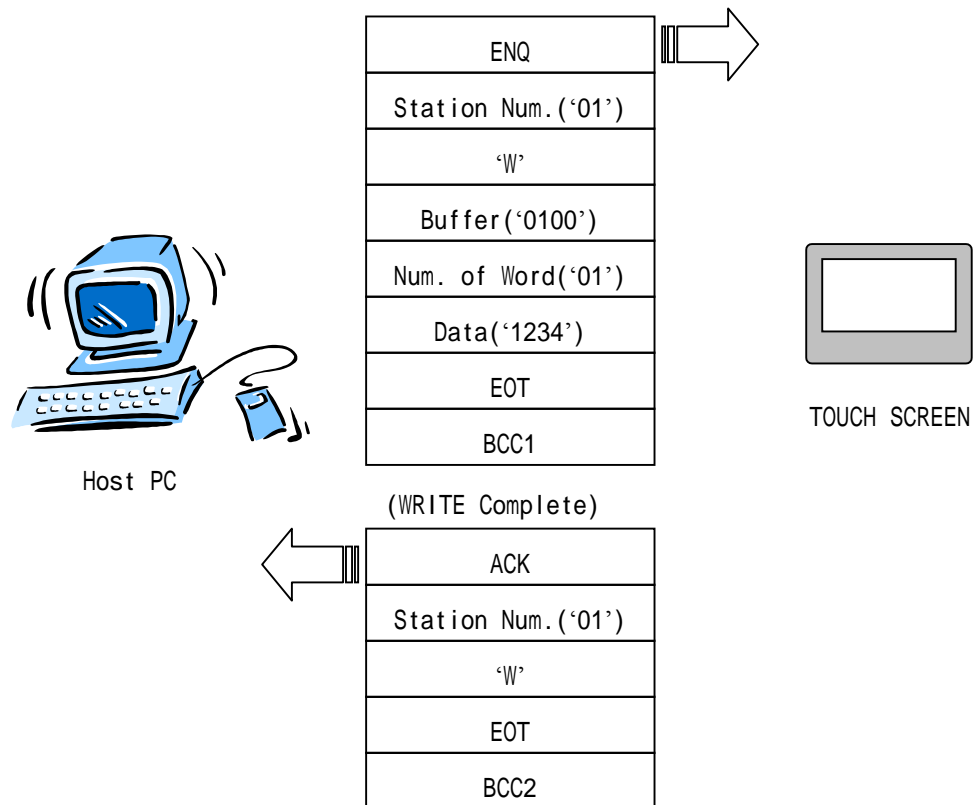 ENQ
Station Num.(‘01’)
‘W’
Buffer(‘0100’)
Num. of Word(‘01’)
Data(‘1234’)
EOT
BCC1
Host PC
TOUCH SCREEN
(WRITE Complete)
ACK
Station Num.(‘01’)
‘W’
EOT
BCC2